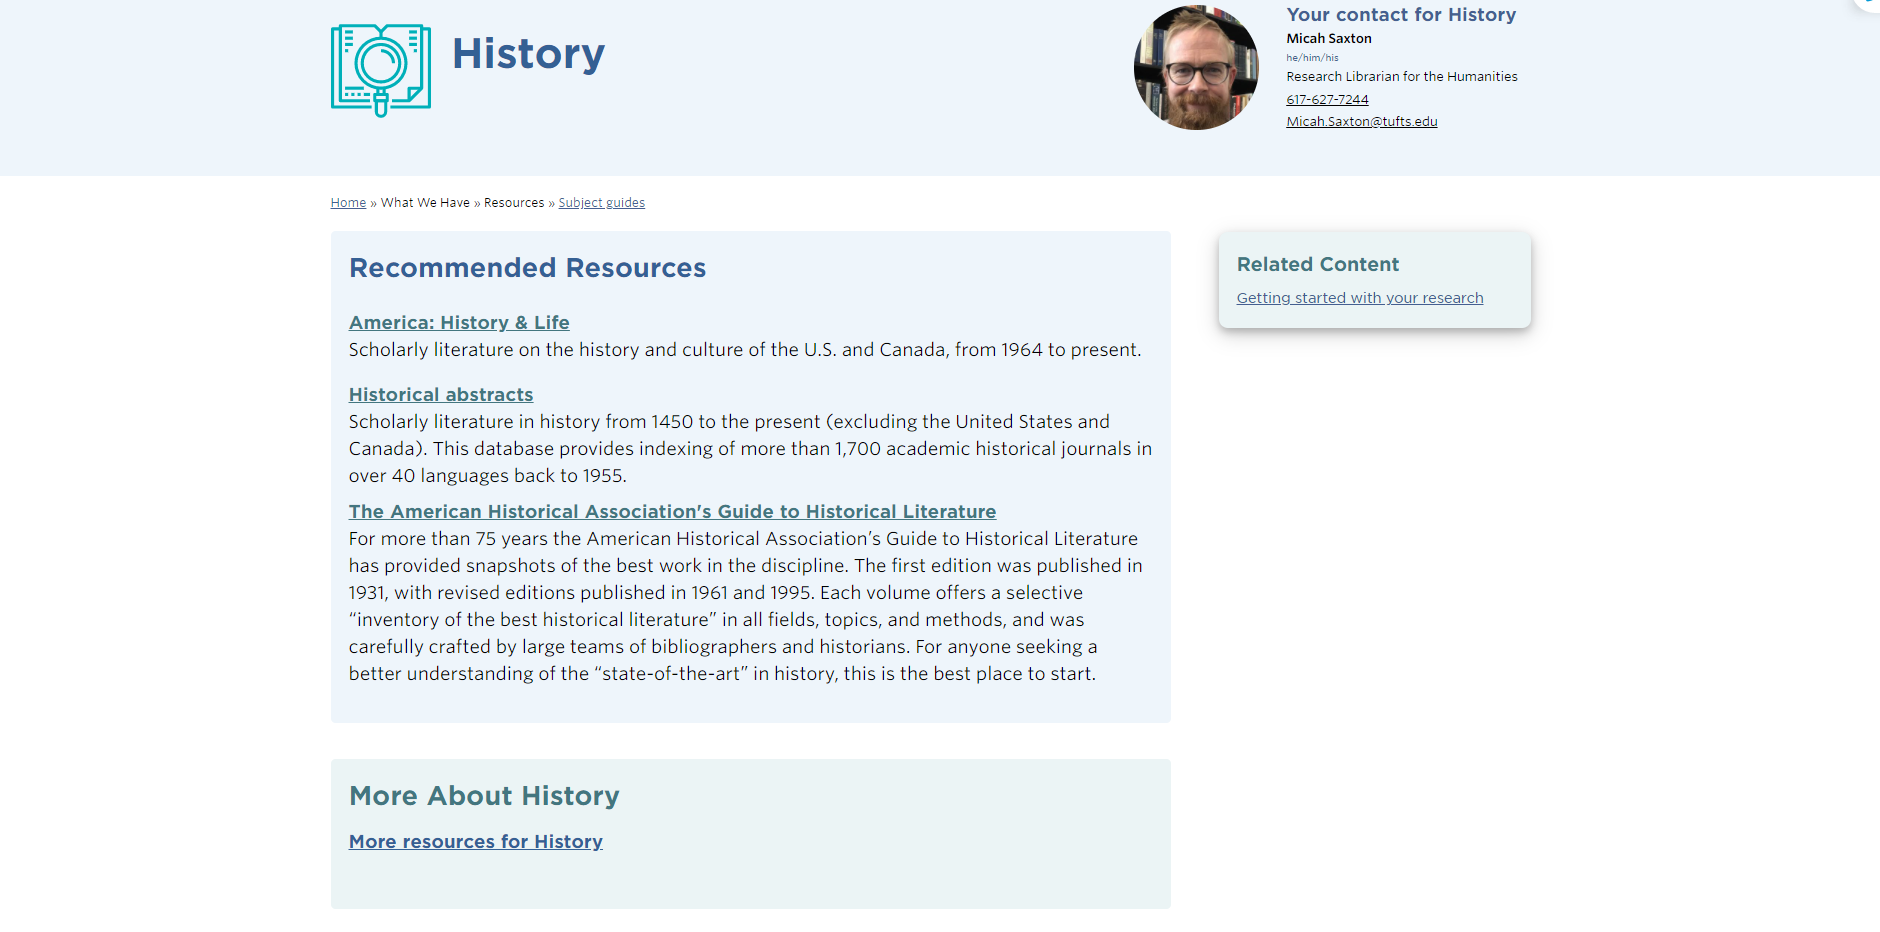 History
Your contact for History
Micah Saxton
he/him/his
Research Librarian for the Humanities
617-627-7244
Micah.Saxton@tufts.edu
Home » What We Have » Resources » Subject guides
Recommended Resources
America: History & Life
Scholarly literature on the history and culture of the U.S. and Canada, from 1964 to present.
Historical abstracts
Scholarly literature in history from 1450 to the present (excluding the United States and
Canada). This database provides indexing of more than 1,700 academic historical journals in
over 40 languages back to 1955.
The American Historical Association's Guide to Historical Literature
For more than 75 years the American Historical Association’s Guide to Historical Literature
has provided snapshots of the best work in the discipline. The first edition was published in
1931, with revised editions published in 1961 and 1995. Each volume offers a selective
“inventory of the best historical literature” in all fields, topics, and methods, and was
carefully crafted by large teams of bibliographers and historians. For anyone seeking a
better understanding of the “state-of-the-art” in history, this is the best place to start.
Related Content
Getting started with your research
More About History
More resources for History